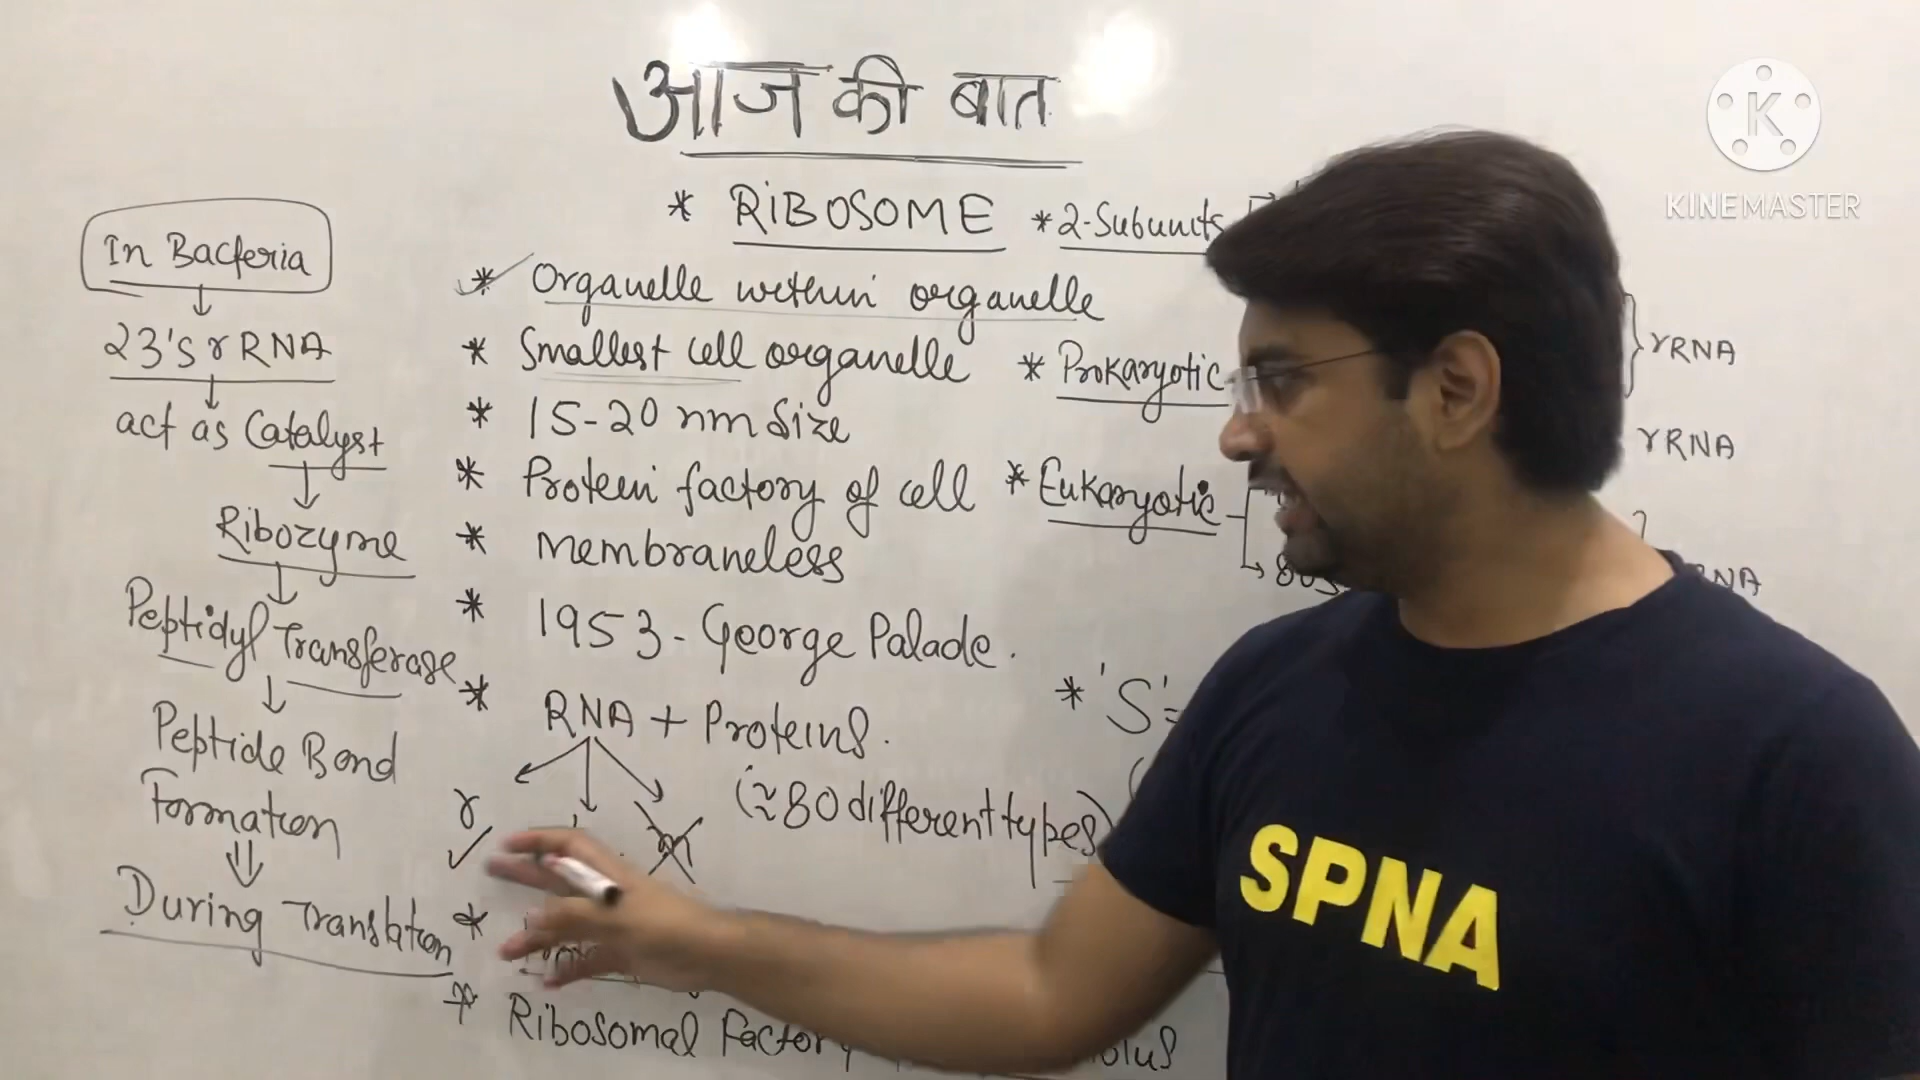 आज की बात
* RiBOSOME
* 2-Subunits
In Bacteria
23's r RNA
act as Catalyst
Ribozyme
Peptidyl Transferase
Peptide Bond
Formation
During Translation
* Organelle within organelle
* Smallest cell organelle
* 15-20 nm Size
* Protein factory of cell
* membraneless
* 1953 - George Palade.
* RNA + Proteins.
r
m
(≈80 different types)
* Ribosomal Factory
* Prokaryotic
rRNA
rRNA
* Eukaryotic
80s
* 'S' =
SPNA
K
KINEMASTER